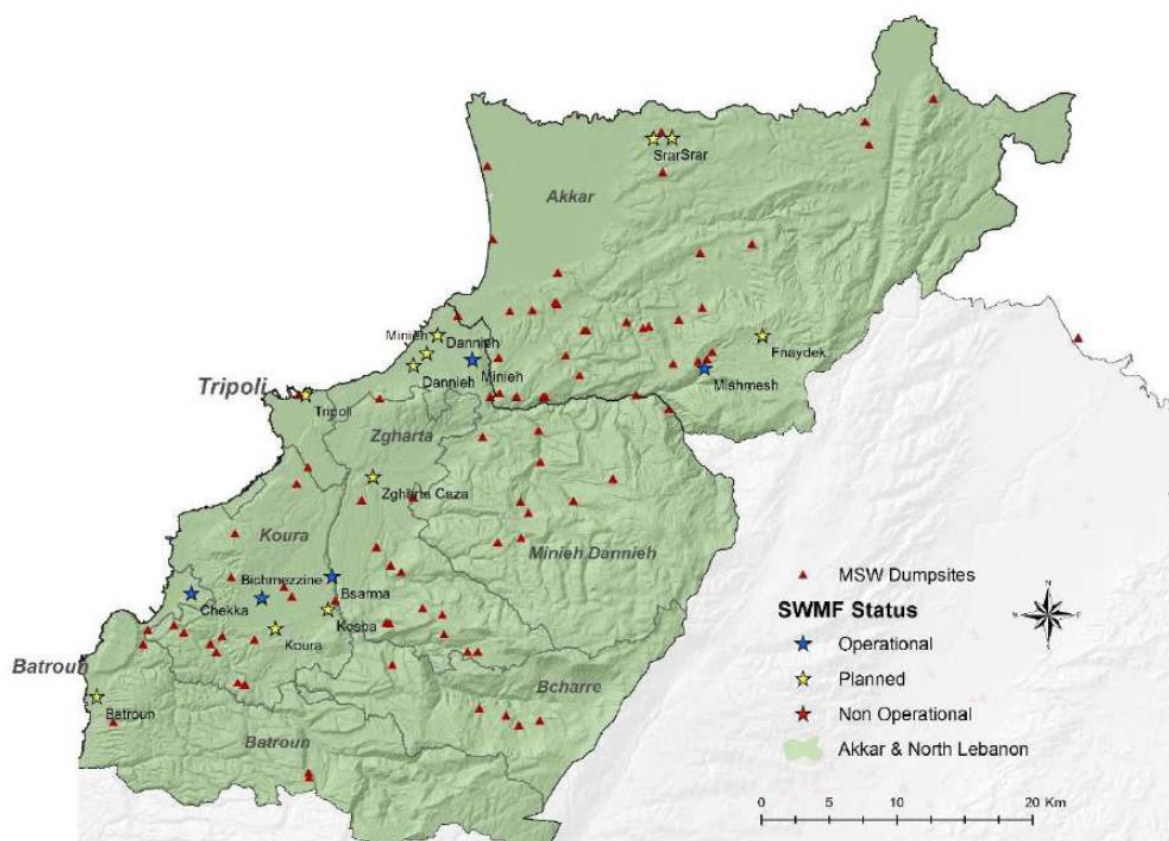 SrarSrar
Akkar
Minieh
Dannieh
Fnaydek
Dannieh
Minieh
Mishmesh
Tripoli
Tripoli
Zgharta
Zgharta Caza
Koura
Minieh Dannieh
Bichmezzine
Bsarma
Chekka
Kosba
Koura
Batroun
Bcharre
Batroun
Batroun
MSW Dumpsites
SWMF Status
Operational
Planned
Non Operational
Akkar & North Lebanon
N
W
E
S
0 5 10 20 Km